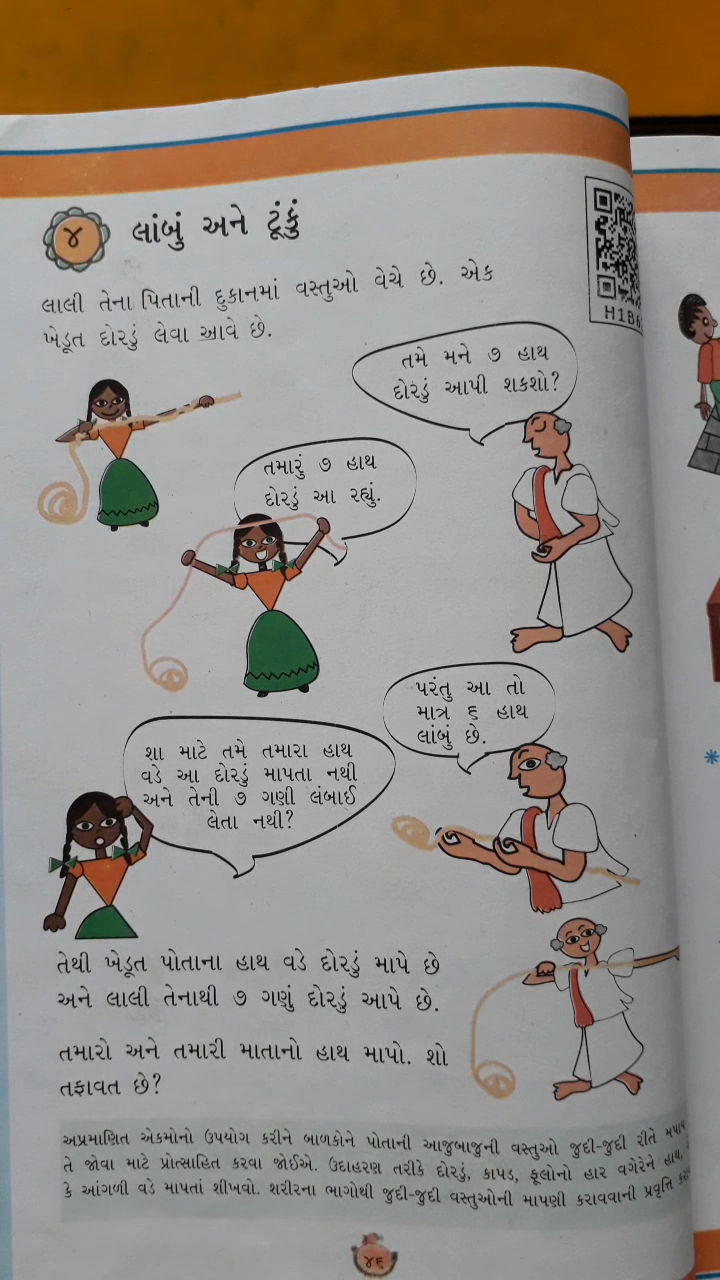 ૪ લાંબું અને ટૂંકું
H1B6
લાલી તેના પિતાની દુકાનમાં વસ્તુઓ વેચે છે. એક
ખેડૂત દોરડું લેવા આવે છે.
તમે મને ૭ હાથ
દોરડું આપી શકશો?
તમારું ૭ હાથ
દોરડું આ રહ્યું.
પરંતુ આ તો
માત્ર ૬ હાથ
લાંબું છે.
શા માટે તમે તમારા હાથ
વડે આ દોરડું માપતા નથી
અને તેની ૭ ગણી લંબાઈ
લેતા નથી?
તેથી ખેડૂત પોતાના હાથ વડે દોરડું માપે છે
અને લાલી તેનાથી ૭ ગણું દોરડું આપે છે.
તમારો અને તમારી માતાનો હાથ માપો. શો
તફાવત છે?
અપ્રમાણિત એકમોનો ઉપયોગ કરીને બાળકોને પોતાની આજુબાજુની વસ્તુઓ જુદી-જુદી રીતે મપાય
તે જોવા માટે પ્રોત્સાહિત કરવા જોઈએ. ઉદાહરણ તરીકે દોરડું, કાપડ, ફૂલોનો હાર વગેરેને હાથ,
કે આંગળી વડે માપતાં શીખવો. શરીરના ભાગોથી જુદી-જુદી વસ્તુઓની માપણી કરાવવાની પ્રવૃત્તિ
૪૬